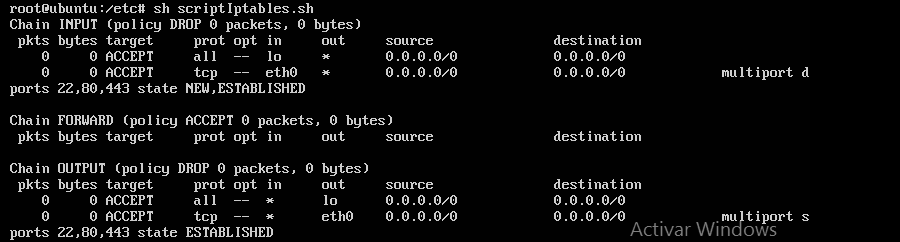 root@ubuntu:/etc# sh scriptIptables.sh
Chain INPUT (policy DROP 0 packets, 0 bytes)
 pkts bytes target     prot opt in     out     source               destination
    0     0 ACCEPT     all  --  lo     *       0.0.0.0/0            0.0.0.0/0
    0     0 ACCEPT     tcp  --  eth0   *       0.0.0.0/0            0.0.0.0/0            multiport d
ports 22,80,443 state NEW,ESTABLISHED

Chain FORWARD (policy ACCEPT 0 packets, 0 bytes)
 pkts bytes target     prot opt in     out     source               destination

Chain OUTPUT (policy DROP 0 packets, 0 bytes)
 pkts bytes target     prot opt in     out     source               destination
    0     0 ACCEPT     all  --  *      lo      0.0.0.0/0            0.0.0.0/0
    0     0 ACCEPT     tcp  --  *      eth0    0.0.0.0/0            0.0.0.0/0            multiport s
ports 22,80,443 state ESTABLISHED
Activar Windows